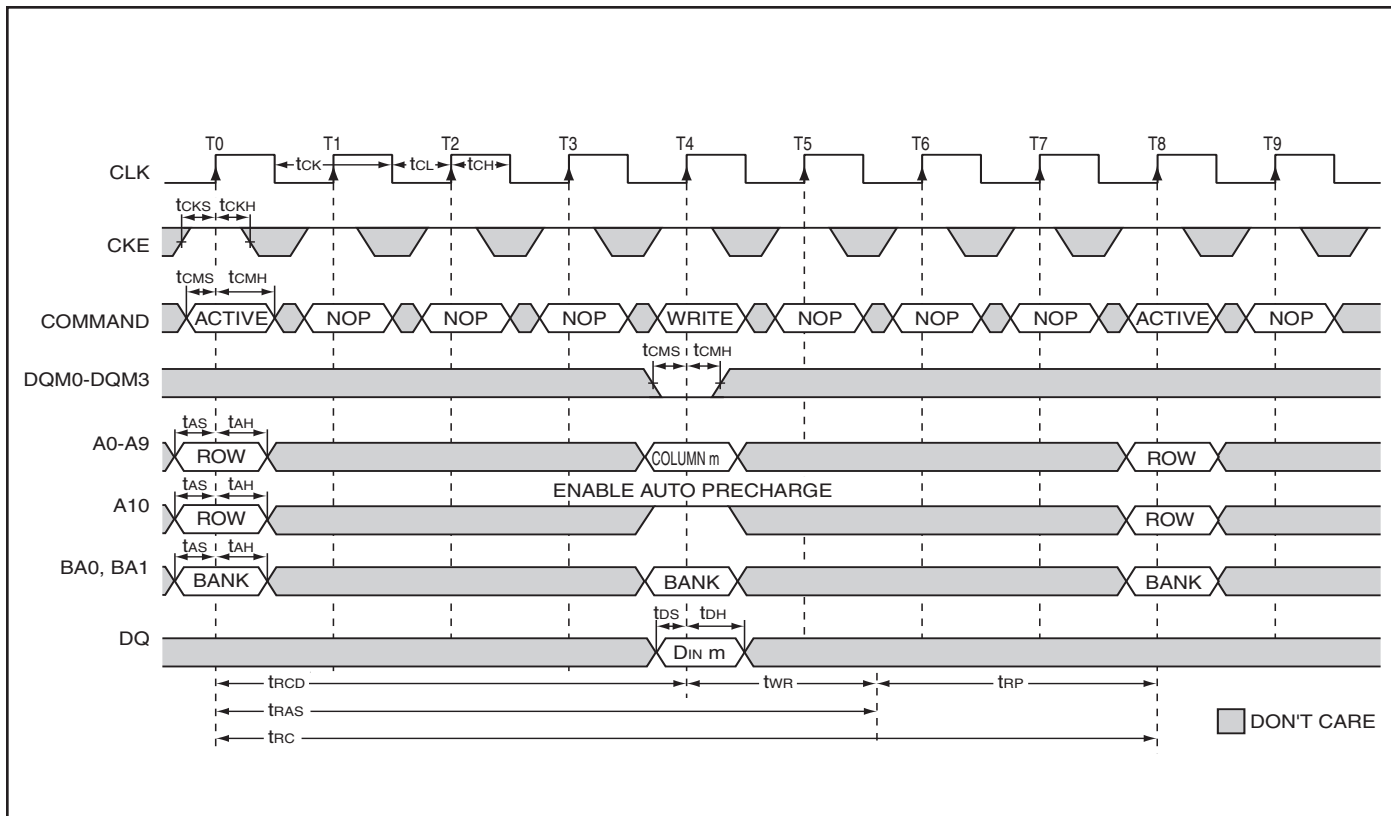 T0 T1 T2 T3 T4 T5 T6 T7 T8 T9
tCK tCL tCH
CLK
tCKS tCKH
CKE
tCMS tCMH
COMMAND ACTIVE NOP NOP NOP WRITE NOP NOP NOP ACTIVE NOP
tCMS tCMH
DQM0-DQM3
tAS tAH
A0-A9 ROW COLUMN m ROW
tAS tAH ENABLE AUTO PRECHARGE
A10 ROW ROW
tAS tAH
BA0, BA1 BANK BANK BANK
tDS tDH
DQ DIN m
tRCD tWR tRP
tRAS
DON'T CARE
tRC